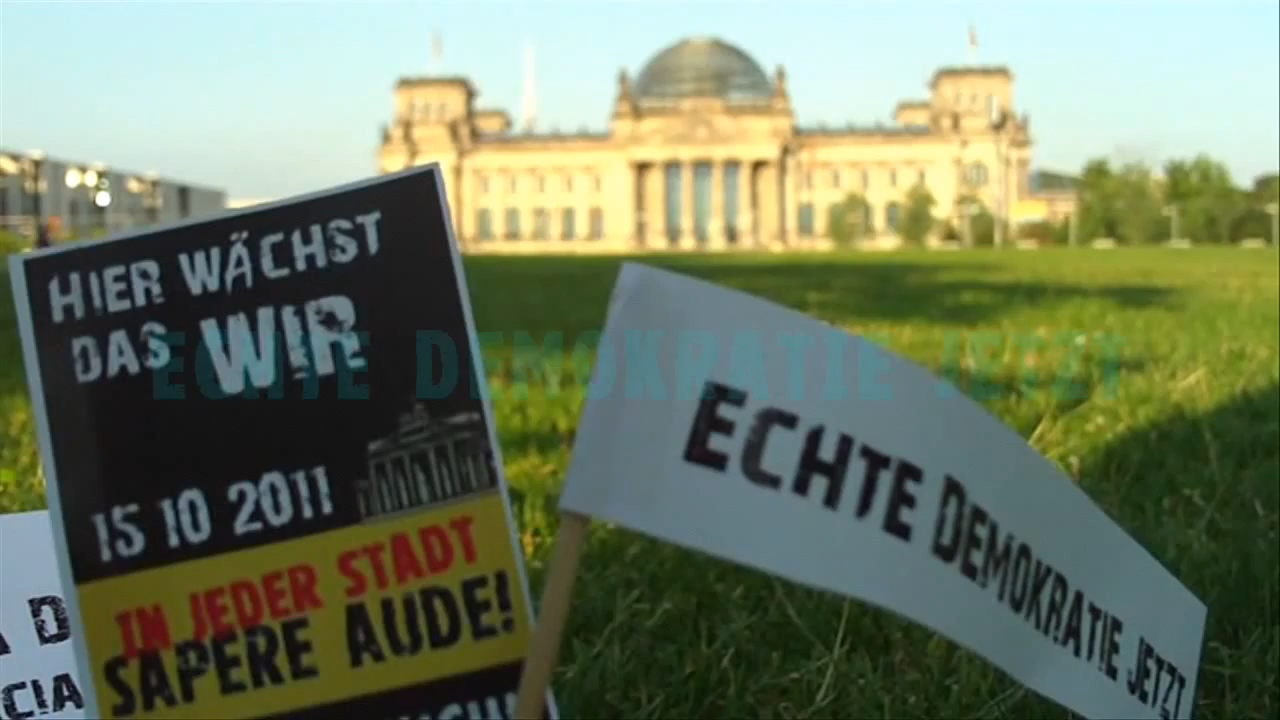 HIER WÄCHST
DAS WIR
15 10 2011
IN JEDER STADT
SAPERE AUDE!
ECHTE DEMOKRATIE JETZT
ECHTE DEMOKRATIE JETZT